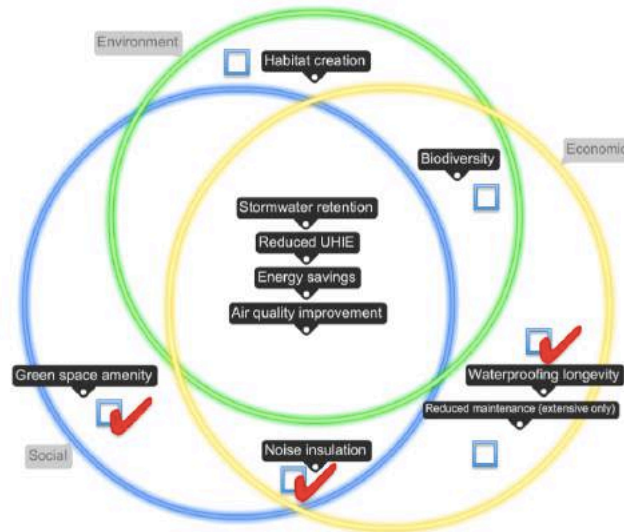 Environment
Habitat creation
Economic
Biodiversity
Stormwater retention
Reduced UHIE
Energy savings
Air quality improvement
Green space amenity
Waterproofing longevity
Reduced maintenance (extensive only)
Social
Noise insulation